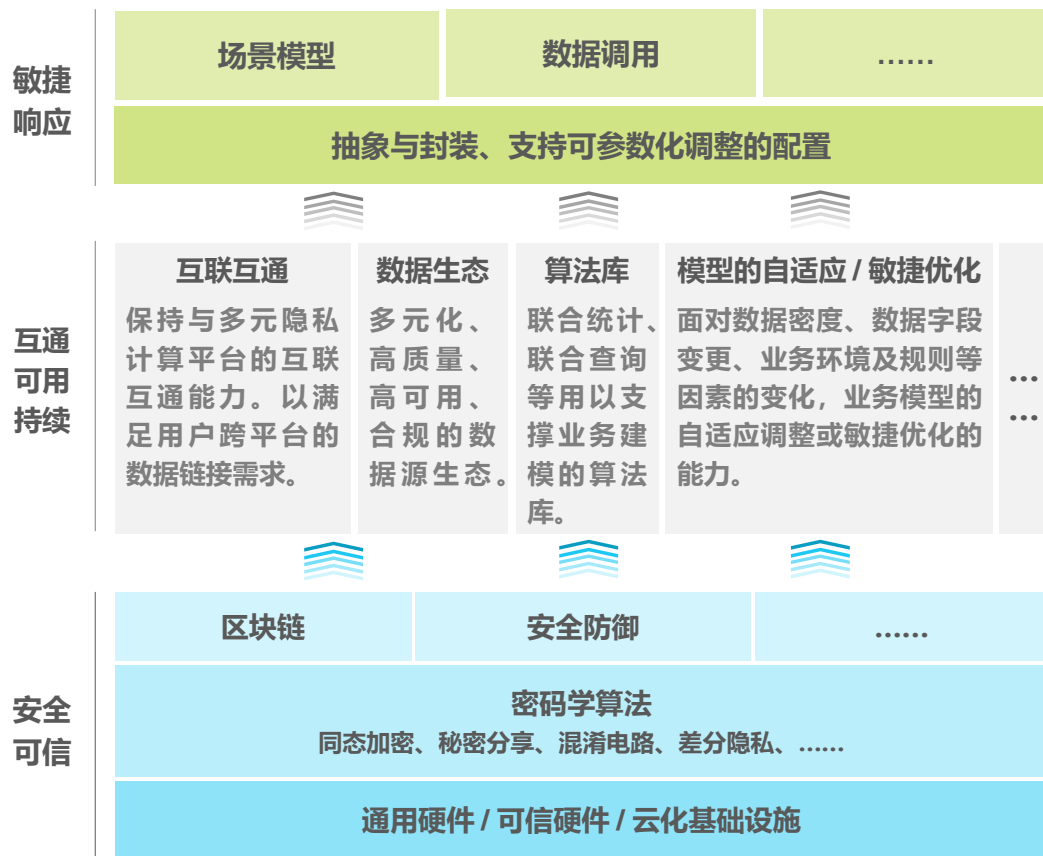 敏捷
响应
场景模型
数据调用
……
抽象与封装、支持可参数化调整的配置
互通
可用
持续
互联互通
保持与多元隐私
计算平台的互联
互通能力。以满
足用户跨平台的
数据链接需求。
数据生态
多元化、
高质量、
高可用、
合规的数
据源生态。
算法库
联合统计、
联合查询
等用以支
撑业务建
模的算法
库。
模型的自适应 / 敏捷优化
面对数据密度、数据字段
变更、业务环境及规则等
因素的变化，业务模型的
自适应调整或敏捷优化的
能力。
…
…
安全
可信
区块链
安全防御
……
密码学算法
同态加密、秘密分享、混淆电路、差分隐私、……
通用硬件 / 可信硬件 / 云化基础设施